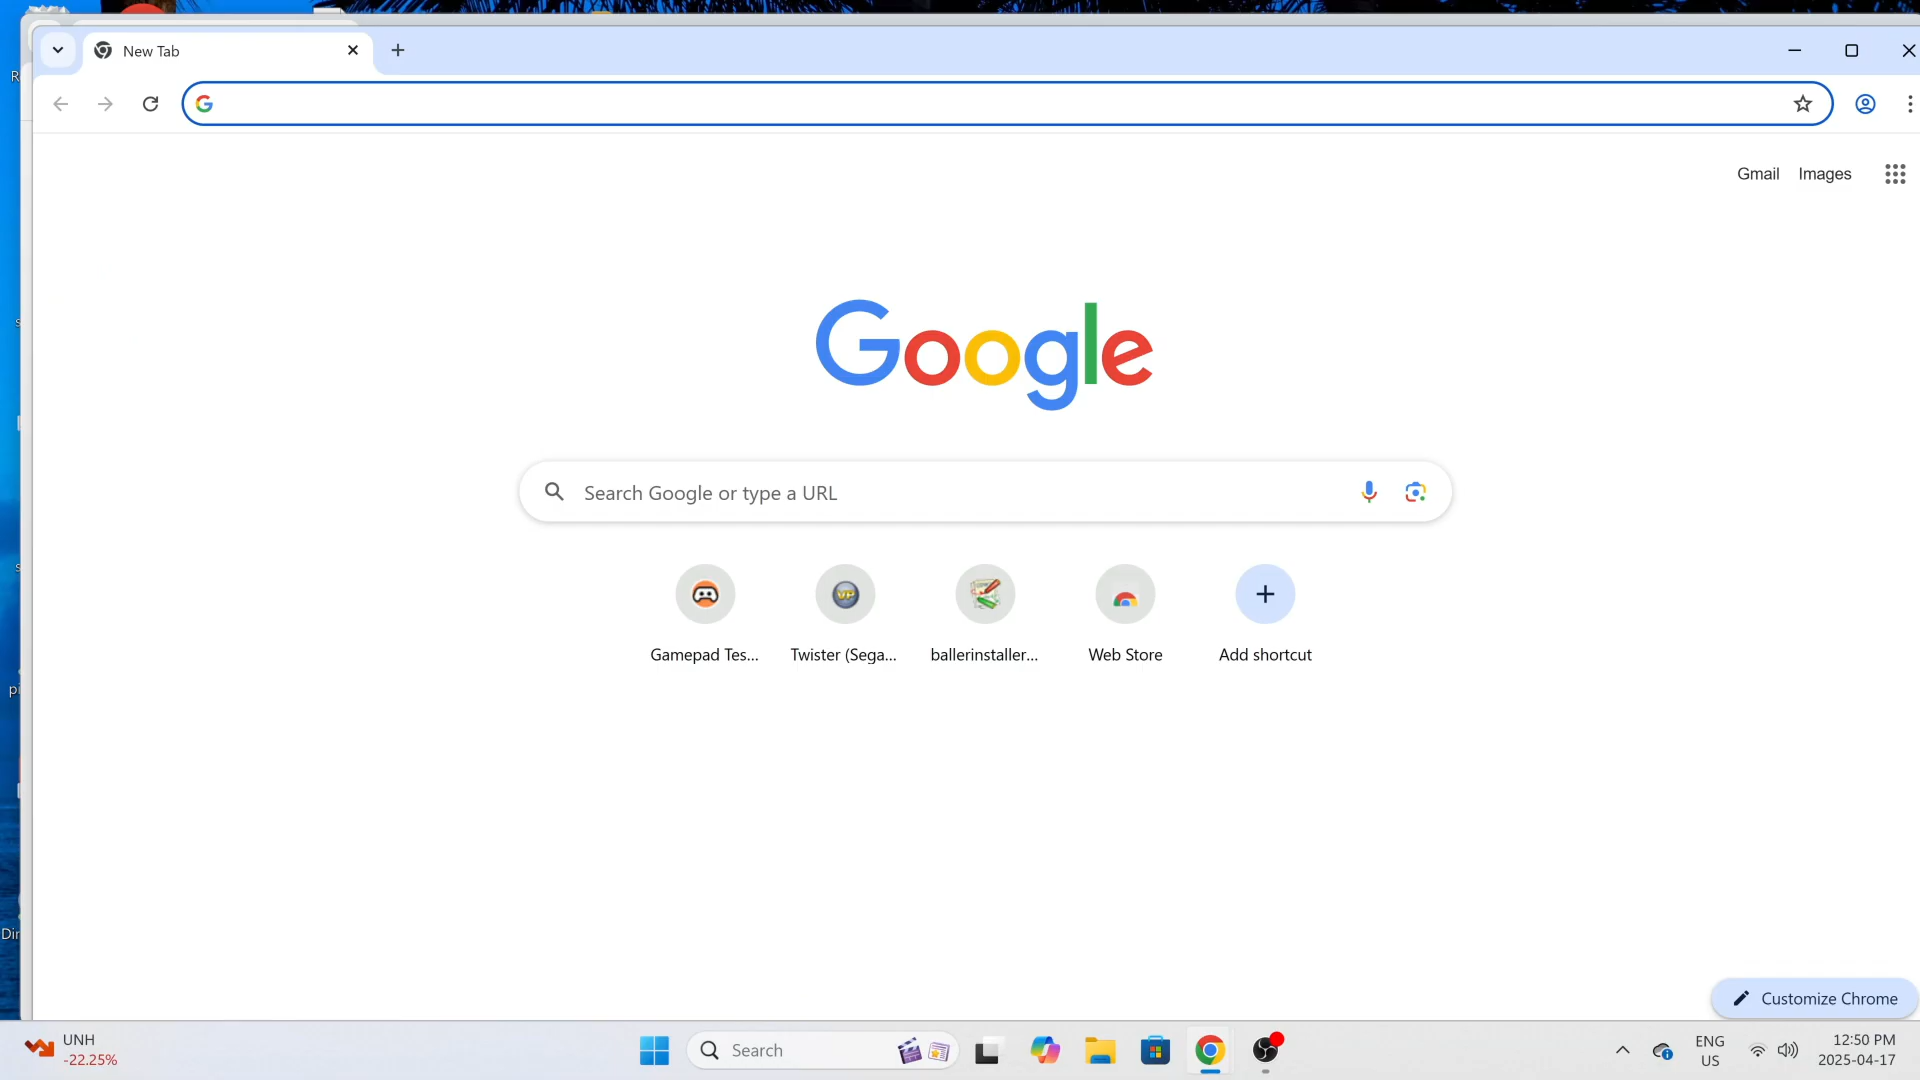 New Tab
Gmail Images
Google
Search Google or type a URL
Gamepad Tes... Twister (Sega... ballerinstaller... Web Store Add shortcut
Customize Chrome
UNH
-22.25%
Search
ENG
US
12:50 PM
2025-04-17